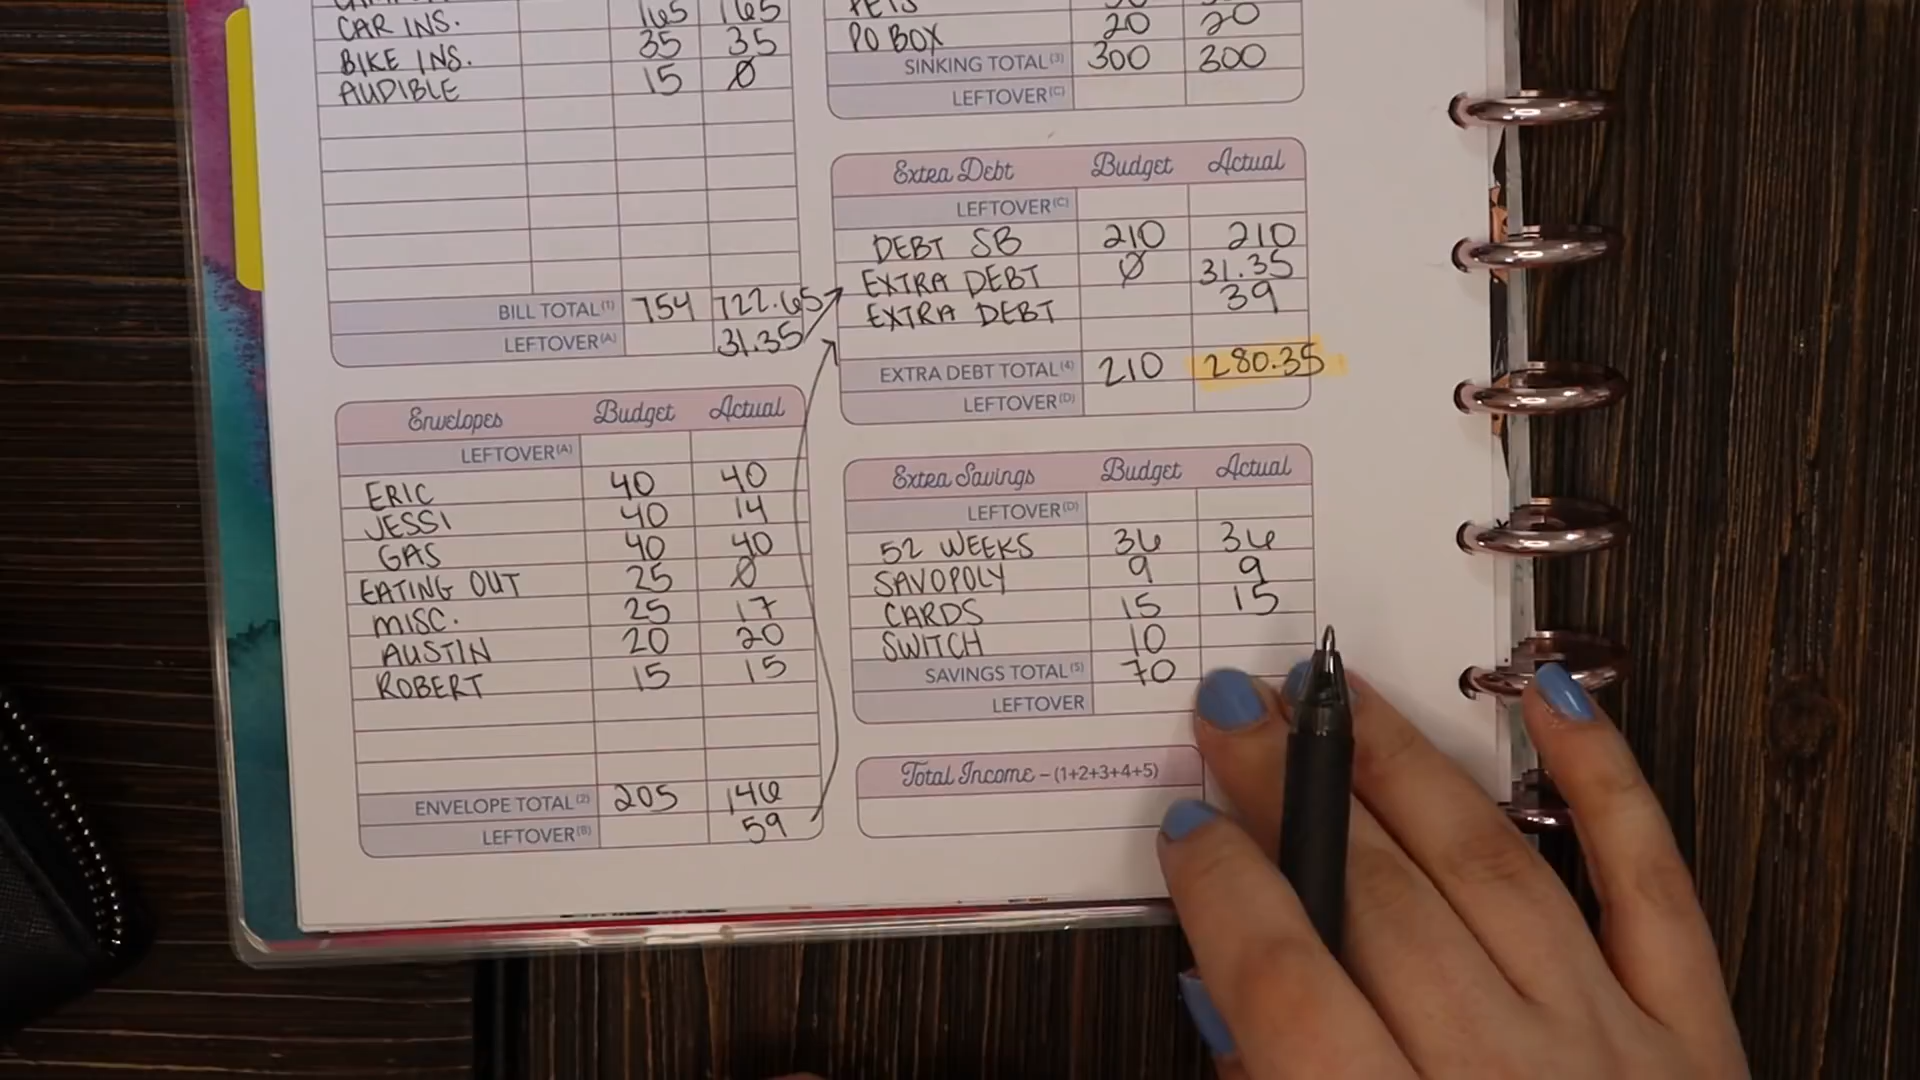 CAR INS. 165 165
BIKE INS. 35 35
AUDIBLE 15 Ø
BILL TOTAL(1) 754 722.65
LEFTOVER(A) 31.35
Envelopes Budget Actual
LEFTOVER(A)
ERIC 40 40
JESSI 40 14
GAS 40 40
EATING OUT 25 Ø
MISC. 25 17
AUSTIN 20 20
ROBERT 15 15
ENVELOPE TOTAL(2) 205 146
LEFTOVER(B) 59
PETS
PO BOX 20 20
SINKING TOTAL(3) 300 300
LEFTOVER(C)
Extra Debt Budget Actual
LEFTOVER(C)
DEBT SB 210 210
EXTRA DEBT Ø 31.35
EXTRA DEBT 39
EXTRA DEBT TOTAL(4) 210 280.35
LEFTOVER(D)
Extra Savings Budget Actual
LEFTOVER(D)
52 WEEKS 36 36
SAVOPOLY 9 9
CARDS 15 15
SWITCH 10
SAVINGS TOTAL(5) 70
LEFTOVER
Total Income - (1+2+3+4+5)